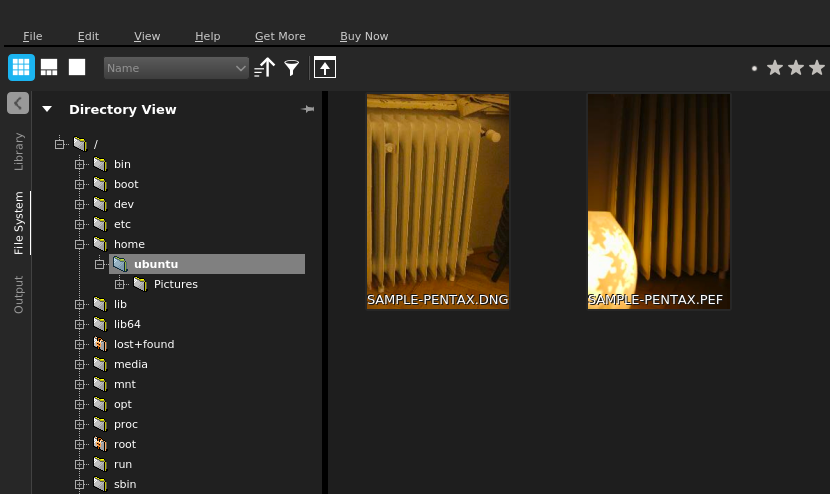 File Edit View Help Get More Buy Now
Name
Directory View
Library
File System
Output
/
bin
boot
dev
etc
home
ubuntu
Pictures
lib
lib64
lost+found
media
mnt
opt
proc
root
run
sbin
SAMPLE-PENTAX.DNG
SAMPLE-PENTAX.PEF